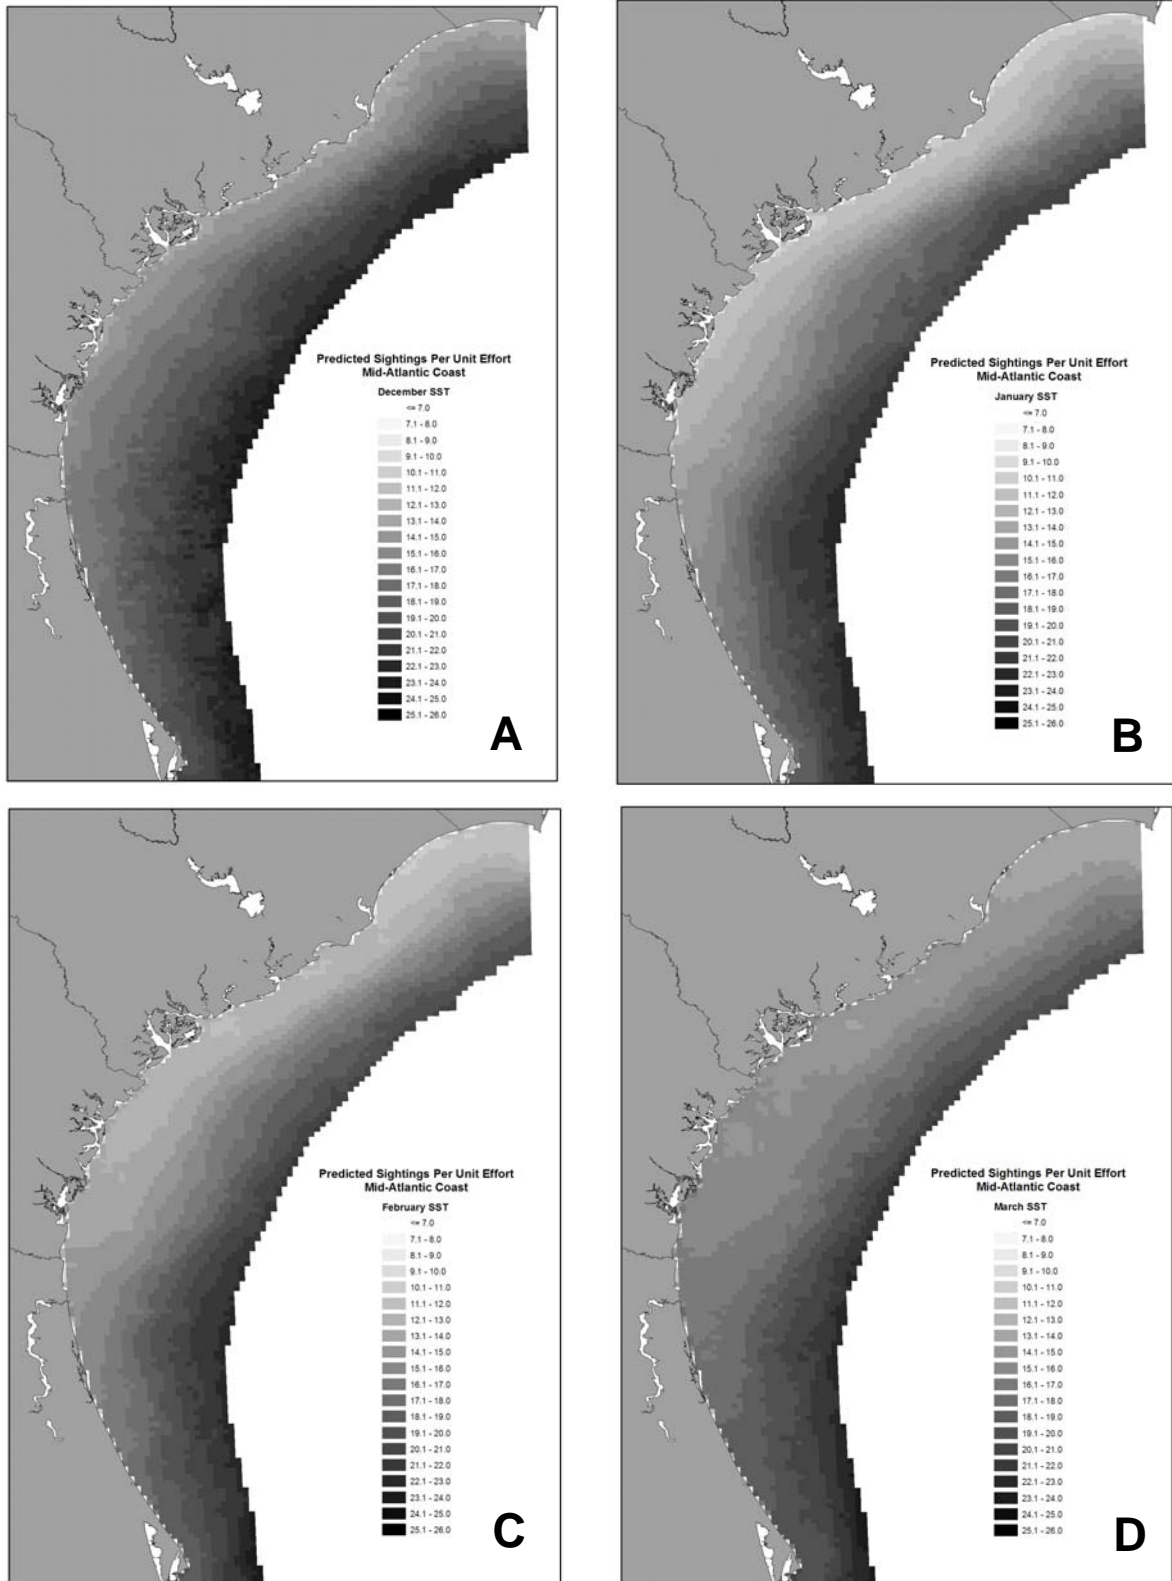 Predicted Sightings Per Unit Effort
Mid-Atlantic Coast
December SST
<= 7.0
7.1 - 8.0
8.1 - 9.0
9.1 - 10.0
10.1 - 11.0
11.1 - 12.0
12.1 - 13.0
13.1 - 14.0
14.1 - 15.0
15.1 - 16.0
16.1 - 17.0
17.1 - 18.0
18.1 - 19.0
19.1 - 20.0
20.1 - 21.0
21.1 - 22.0
22.1 - 23.0
23.1 - 24.0
24.1 - 25.0
25.1 - 26.0
A
Predicted Sightings Per Unit Effort
Mid-Atlantic Coast
January SST
<= 7.0
7.1 - 8.0
8.1 - 9.0
9.1 - 10.0
10.1 - 11.0
11.1 - 12.0
12.1 - 13.0
13.1 - 14.0
14.1 - 15.0
15.1 - 16.0
16.1 - 17.0
17.1 - 18.0
18.1 - 19.0
19.1 - 20.0
20.1 - 21.0
21.1 - 22.0
22.1 - 23.0
23.1 - 24.0
24.1 - 25.0
25.1 - 26.0
B
Predicted Sightings Per Unit Effort
Mid-Atlantic Coast
February SST
<= 7.0
7.1 - 8.0
8.1 - 9.0
9.1 - 10.0
10.1 - 11.0
11.1 - 12.0
12.1 - 13.0
13.1 - 14.0
14.1 - 15.0
15.1 - 16.0
16.1 - 17.0
17.1 - 18.0
18.1 - 19.0
19.1 - 20.0
20.1 - 21.0
21.1 - 22.0
22.1 - 23.0
23.1 - 24.0
24.1 - 25.0
25.1 - 26.0
C
Predicted Sightings Per Unit Effort
Mid-Atlantic Coast
March SST
<= 7.0
7.1 - 8.0
8.1 - 9.0
9.1 - 10.0
10.1 - 11.0
11.1 - 12.0
12.1 - 13.0
13.1 - 14.0
14.1 - 15.0
15.1 - 16.0
16.1 - 17.0
17.1 - 18.0
18.1 - 19.0
19.1 - 20.0
20.1 - 21.0
21.1 - 22.0
22.1 - 23.0
23.1 - 24.0
24.1 - 25.0
25.1 - 26.0
D